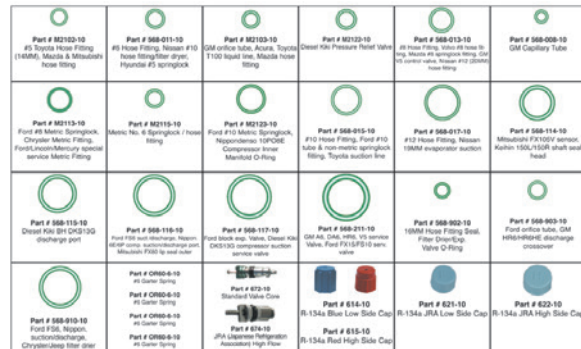 Part # M2102-10
#5 Toyota Hose Fitting
(14MM), Mazda & Mitsubishi
hose fitting
Part # 568-011-10
#6 Hose Fitting, Nissan #10
hose fitting/filter dryer,
Hyundai #5 springlock
Part # M2103-10
GM orifice tube, Acura, Toyota
T100 liquid line, Mazda hose
fitting
Part # M2122-10
Diesel Kiki Pressure Relief Valve
Part # 568-013-10
#8 Hose Fitting, Volvo #8 hose fit-
ting, Mazda #8 springlock fitting, GM
V5 control valve, Nissan #12 (20MM)
hose fitting
Part # 568-008-10
GM Capillary Tube
Part # M3113-10
Ford #8 Metric Springlock,
Chrysler Metric Fitting,
Ford/Lincoln/Mercury special
service Metric Fitting
Part # M2115-10
Metric No. 6 Springlock / hose
fitting
Part # M2123-10
Ford #10 Metric Springlock,
Nippondenso 10PO8E
Compressor Inner
Manifold O-Ring
Part # 568-015-10
#10 Hose Fitting, Ford #10
tube & non-metric springlock
fitting, Toyota suction line
Part # 568-017-10
#12 Hose Fitting, Nissan
19MM evaporator suction
Part # 568-114-10
Mitsubishi FX105V sensor,
Keihin 150L/150R shaft seal
head
Part # 568-115-10
Diesel Kiki BH DKS13G
discharge port
Part # 568-116-10
Ford FS6 suct./discharge, Nippon,
6E/6P comp. suction/discharge port,
Mitsubishi FX80 lip seal outer
Part # 568-117-10
Ford block exp. Valve, Diesel Kiki
DKS13G compressor suction
service valve
Part # 568-211-10
GM A6, DA6, HR6, V5 service
Valve, Ford FX15/FS10 serv.
valve
Part # 568-902-10
16MM Hose Fitting Seal,
Filter Drier/Exp.
Valve O-Ring
Part # 568-903-10
Ford orifice tube, GM
HR6/HR6HE discharge
crossover
Part # 568-910-10
Ford FS6, Nippon,
suction/discharge,
Chrysler/Jeep filter drier
Part # OR60-6-10
#6 Garter Spring
Part # OR60-6-10
#6 Garter Spring
Part # OR60-6-10
#6 Garter Spring
Part # OR60-6-10
#6 Garter Spring
Part # 672-10
Standard Valve Core
Part # 674-10
JRA (Japanese Refrigeration
Association) High Flow
Part # 614-10
R-134a Blue Low Side Cap
Part # 615-10
R-134a Red High Side Cap
Part # 621-10
R-134a JRA Low Side Cap
Part # 622-10
R-134a JRA High Side Cap